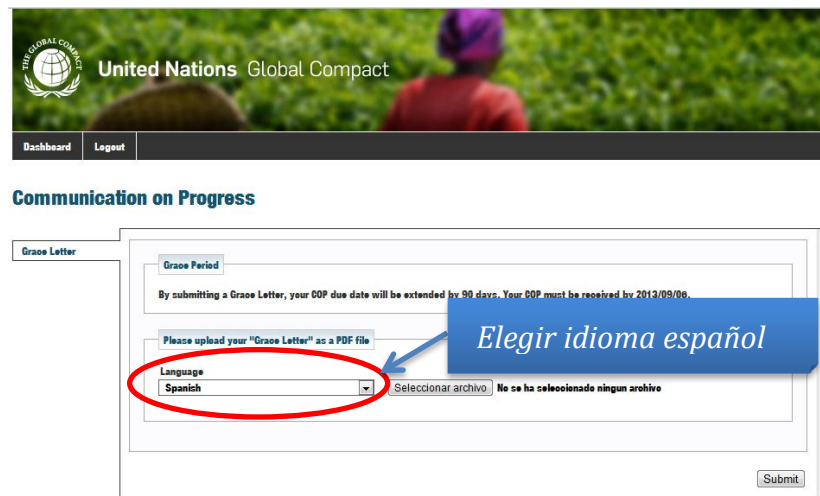 THE GLOBAL COMPACT
United Nations Global Compact
Dashboard Logout
Communication on Progress
Grace Letter
Grace Period
By submitting a Grace Letter, your COP due date will be extended by 90 days. Your COP must be received by 2013/09/06.
Please upload your "Grace Letter" as a PDF file
Elegir idioma español
Language
Spanish Seleccionar archivo No se ha seleccionado ningun archivo
Submit